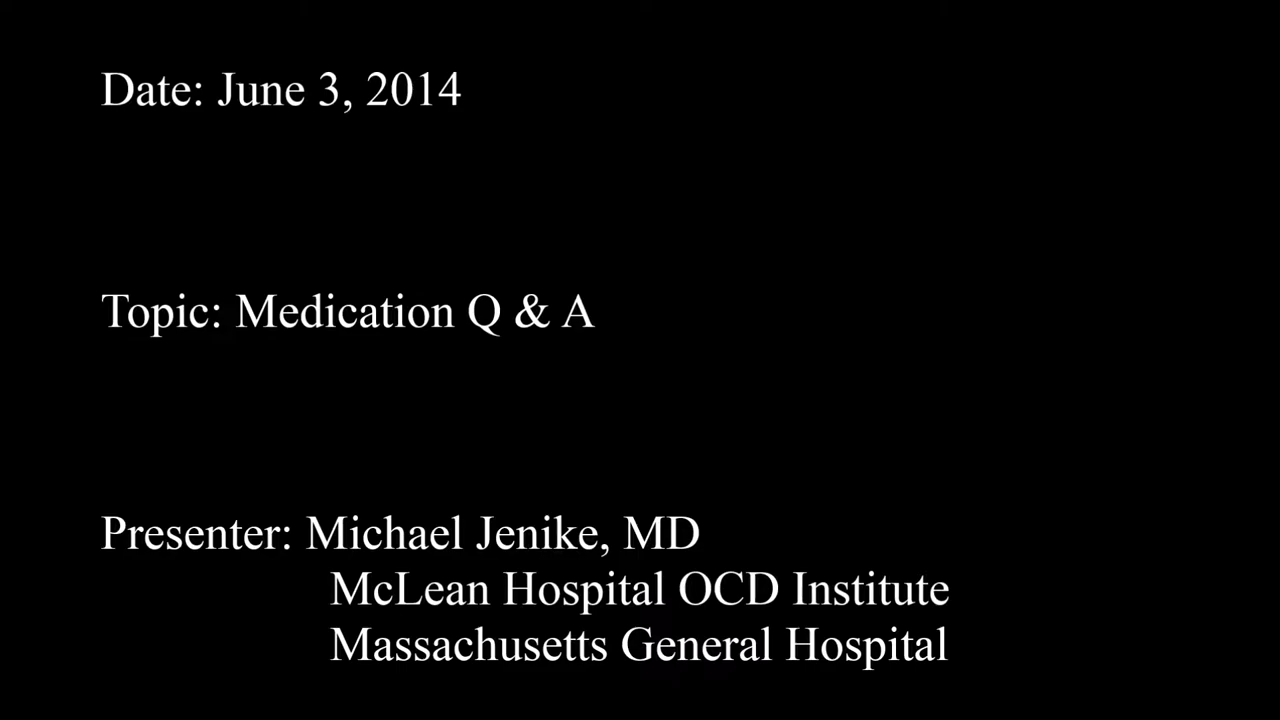 Date: June 3, 2014
Topic: Medication Q & A
Presenter: Michael Jenike, MD
McLean Hospital OCD Institute
Massachusetts General Hospital